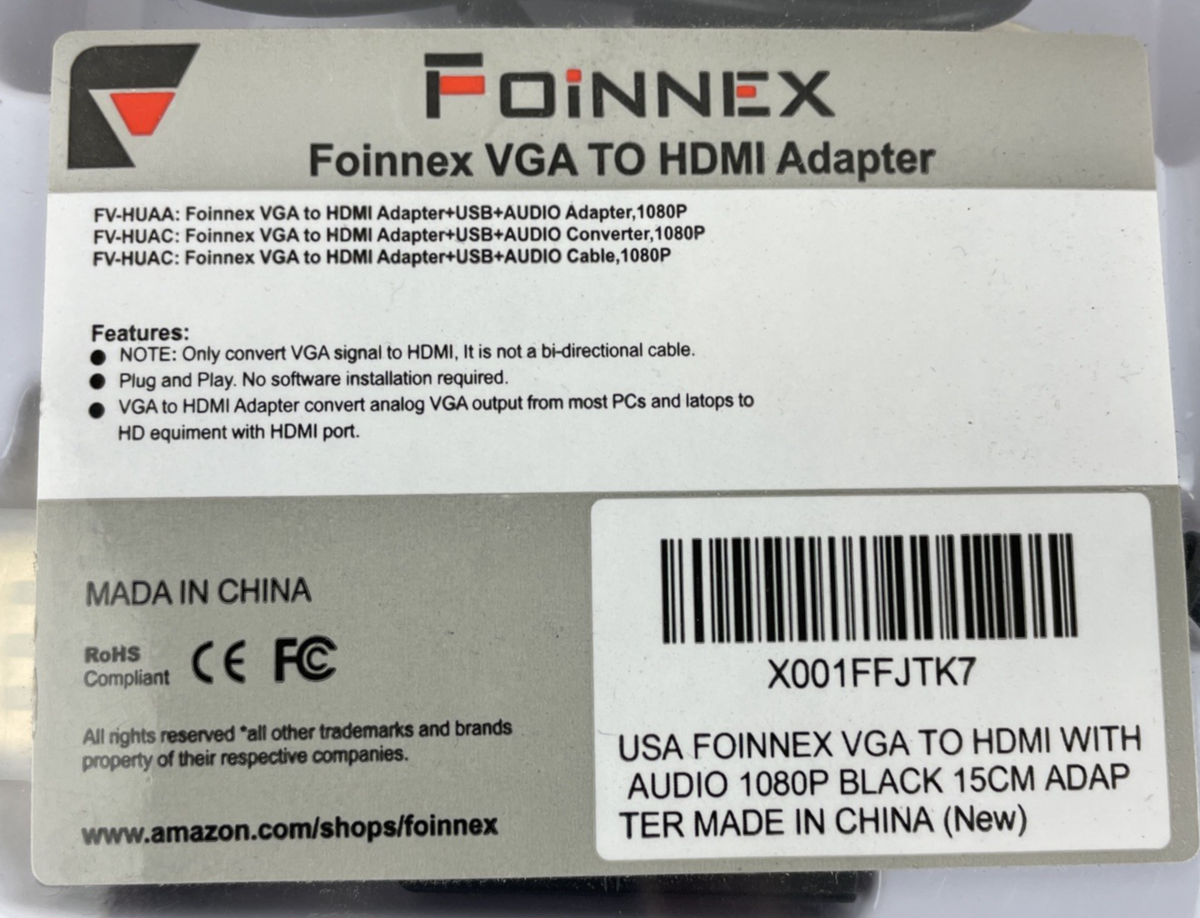 FOiNNEX
Foinnex VGA TO HDMI Adapter
FV-HUAA: Foinnex VGA to HDMI Adapter+USB+AUDIO Adapter,1080P
FV-HUAC: Foinnex VGA to HDMI Adapter+USB+AUDIO Converter,1080P
FV-HUAC: Foinnex VGA to HDMI Adapter+USB+AUDIO Cable,1080P
Features:
● NOTE: Only convert VGA signal to HDMI, It is not a bi-directional cable.
● Plug and Play. No software installation required.
● VGA to HDMI Adapter convert analog VGA output from most PCs and latops to
HD equiment with HDMI port.
MADA IN CHINA
RoHS
Compliant
CE FC
All rights reserved *all other trademarks and brands
property of their respective companies.
www.amazon.com/shops/foinnex
X001FFJTK7
USA FOINNEX VGA TO HDMI WITH
AUDIO 1080P BLACK 15CM ADAP
TER MADE IN CHINA (New)